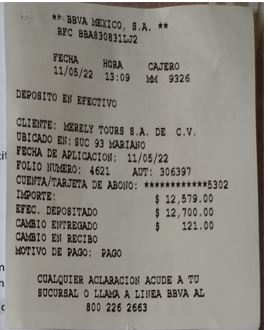 ** BBVA MEXICO, S.A. **
RFC BBA830831LJ2
FECHA HORA CAJERO
11/05/22 13:09 MM 9326
DEPOSITO EN EFECTIVO
CLIENTE: MERELY TOURS S.A. DE C.V.
UBICADO EN: SUC 93 MARIANO
FECHA DE APLICACION: 11/05/22
FOLIO NUMERO: 4621 AUT: 306397
CUENTA/TARJETA DE ABONO: ************5302
IMPORTE: $ 12,579.00
EFEC. DEPOSITADO $ 12,700.00
CAMBIO ENTREGADO $ 121.00
CAMBIO EN RECIBO
MOTIVO DE PAGO: PAGO
CUALQUIER ACLARACION ACUDE A TU
SUCURSAL O LLAMA A LINEA BBVA AL
800 226 2663